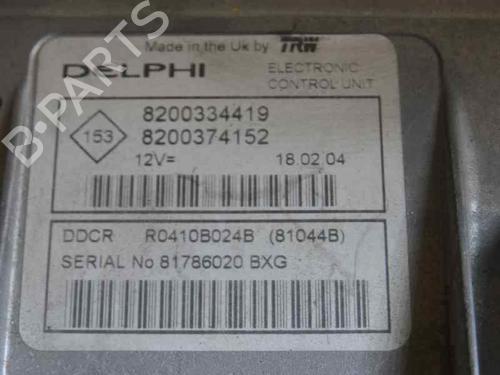 Made in the Uk by TRW
DELPHI
ELECTRONIC
CONTROL UNIT
153
8200334419
8200374152
12V=
18.02 04
DDCR R0410B024B (81044B)
SERIAL No 81786020 BXG
B-PARTS